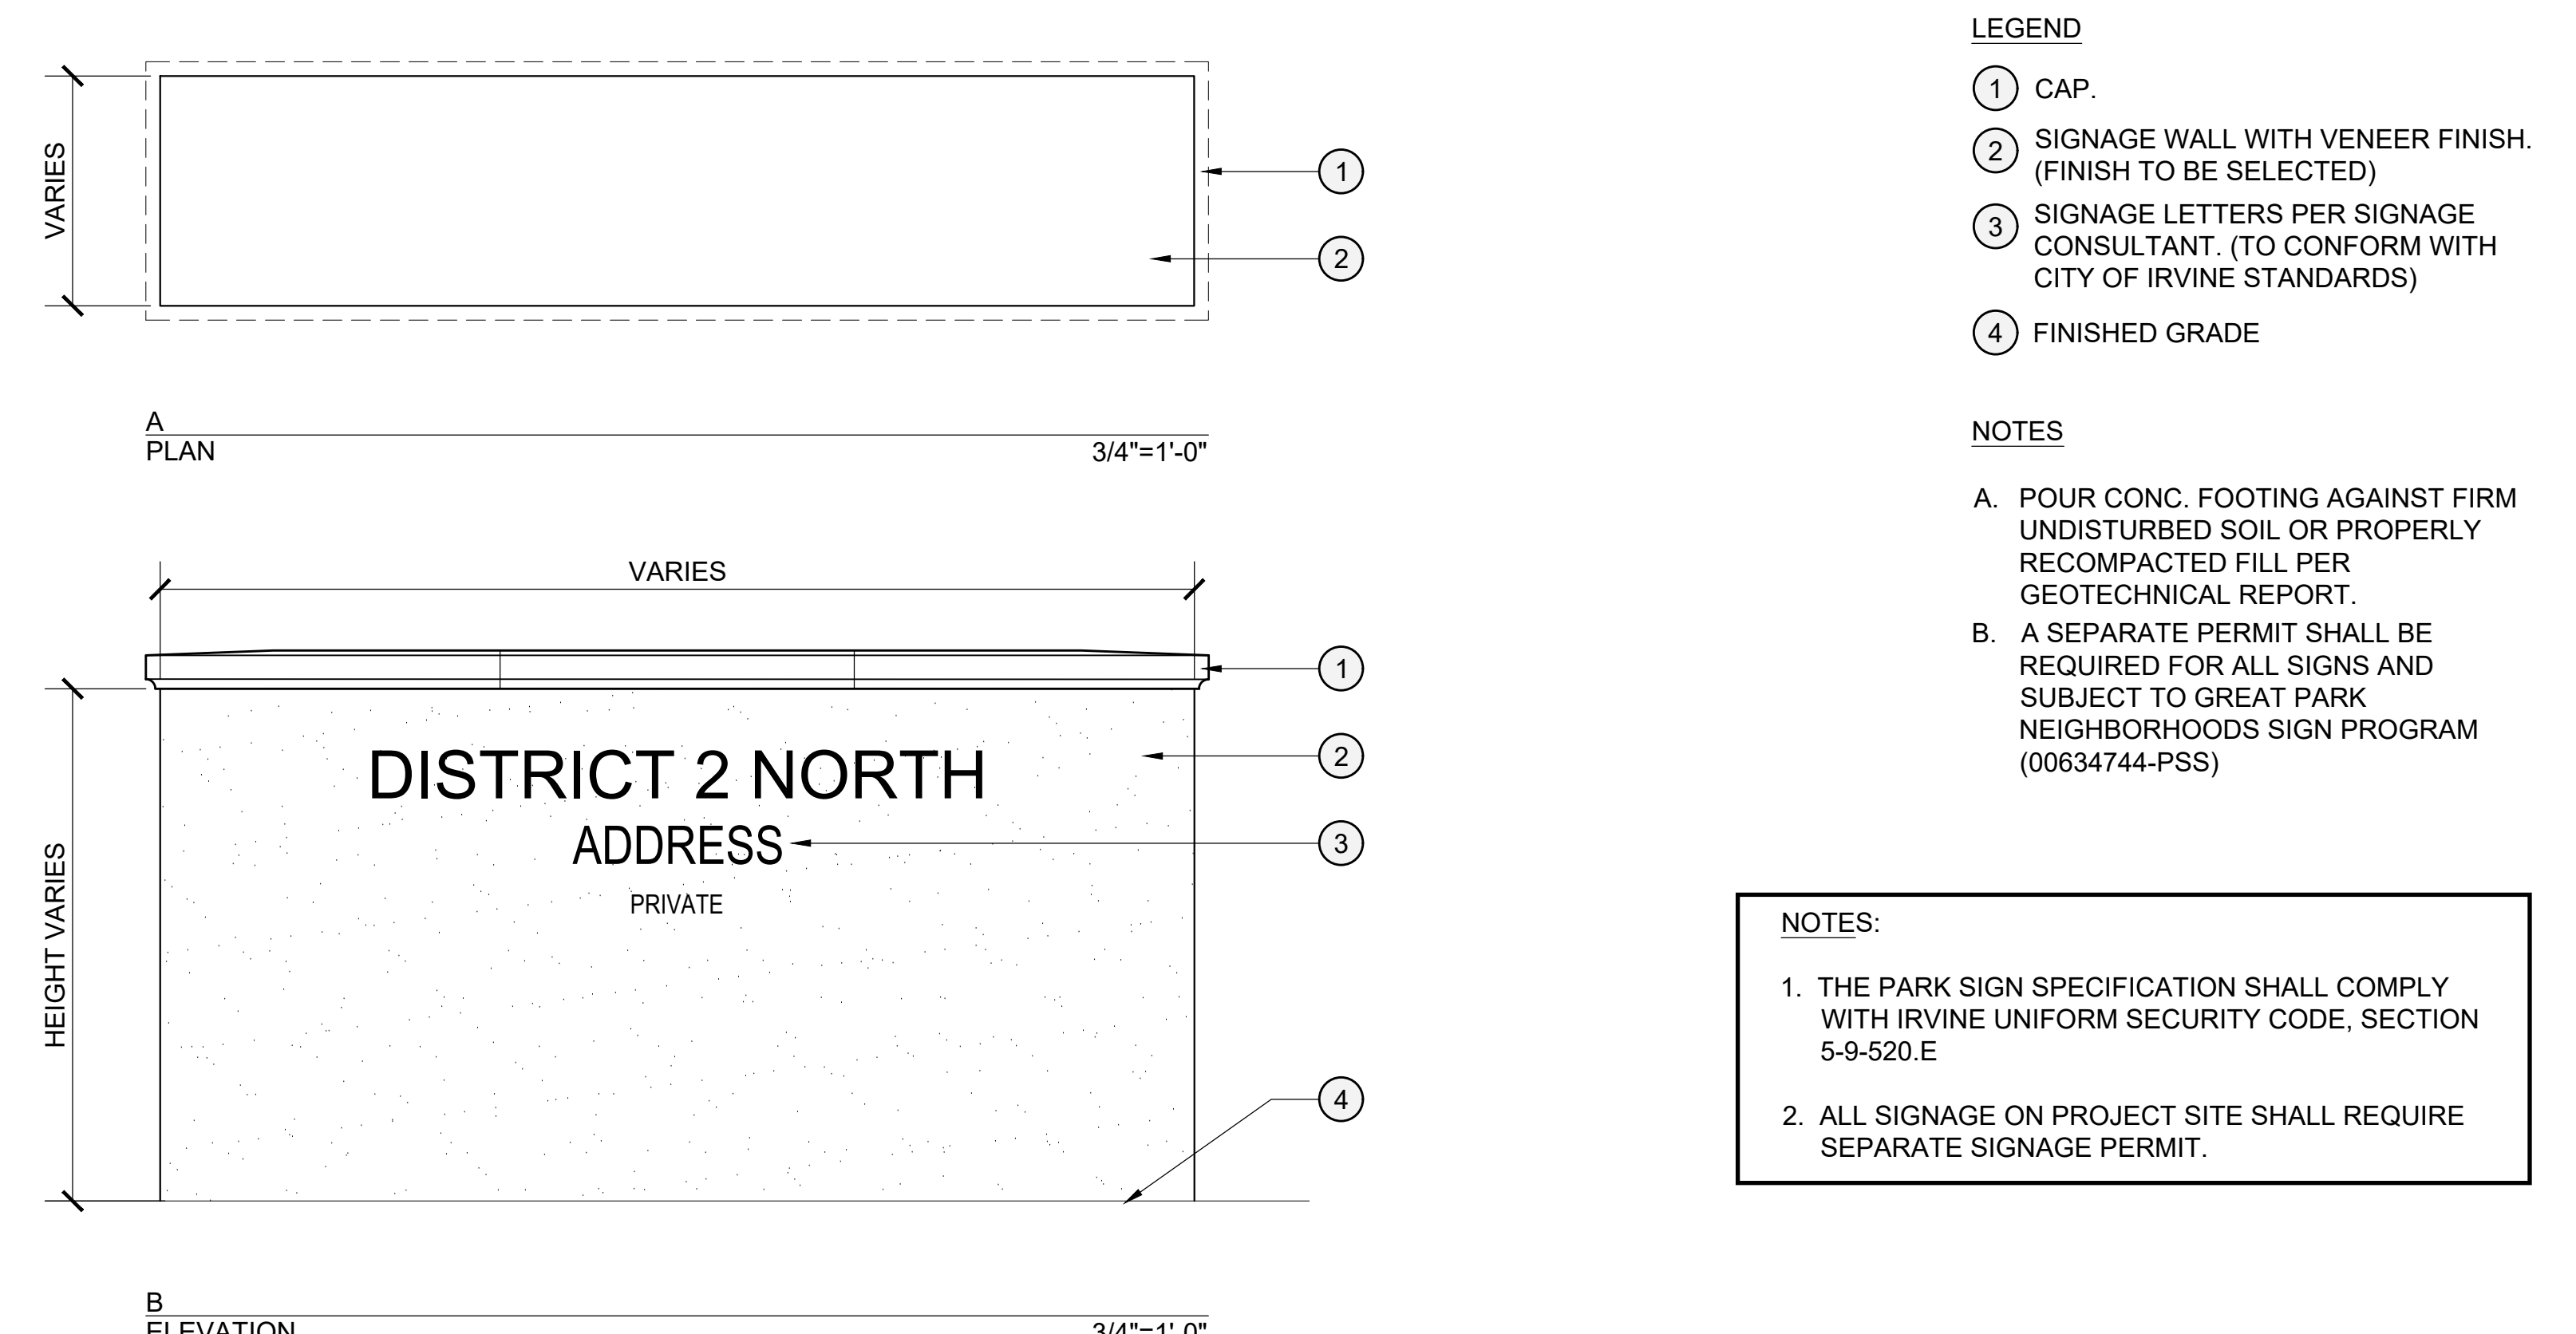 VARIES
1
2
A
PLAN
3/4"=1'-0"
VARIES
HEIGHT VARIES
DISTRICT 2 NORTH
ADDRESS
PRIVATE
1
2
3
4
B
ELEVATION
3/4"=1'-0"
LEGEND
1 CAP.
2 SIGNAGE WALL WITH VENEER FINISH.
(FINISH TO BE SELECTED)
3 SIGNAGE LETTERS PER SIGNAGE
CONSULTANT. (TO CONFORM WITH
CITY OF IRVINE STANDARDS)
4 FINISHED GRADE
NOTES
A. POUR CONC. FOOTING AGAINST FIRM
UNDISTURBED SOIL OR PROPERLY
RECOMPACTED FILL PER
GEOTECHNICAL REPORT.
B. A SEPARATE PERMIT SHALL BE
REQUIRED FOR ALL SIGNS AND
SUBJECT TO GREAT PARK
NEIGHBORHOODS SIGN PROGRAM
(00634744-PSS)
NOTES:
1. THE PARK SIGN SPECIFICATION SHALL COMPLY
WITH IRVINE UNIFORM SECURITY CODE, SECTION
5-9-520.E
2. ALL SIGNAGE ON PROJECT SITE SHALL REQUIRE
SEPARATE SIGNAGE PERMIT.